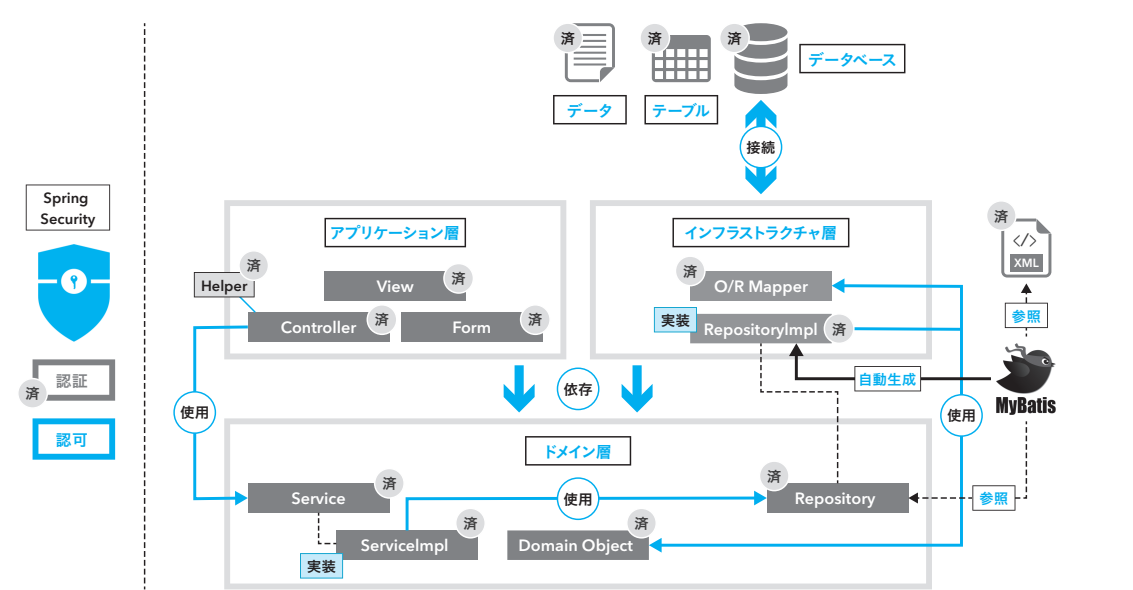 済
済
済
データベース
データ
テーブル
接続
Spring
Security
アプリケーション層
インフラストラクチャ層
済
</>
XML
済
Helper
View
済
済
O/R Mapper
Controller
済
Form
済
実装
RepositoryImpl
済
参照
認証
済
依存
自動生成
MyBatis
使用
使用
認可
ドメイン層
Service
済
使用
済
Repository
参照
ServiceImpl
済
実装
Domain Object
済